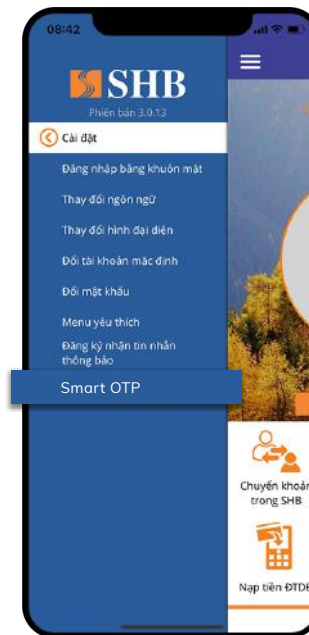 08:42
SHB
Phiên bản 3.0.13
Cài đặt
Đăng nhập bằng khuôn mặt
Thay đổi ngôn ngữ
Thay đổi hình đại diện
Đổi tài khoản mặc định
Đổi mật khẩu
Menu yêu thích
Đăng ký nhận tin nhắn
thông báo
Smart OTP
Chuyển khoản
trong SHB
Nạp tiền ĐTDĐ